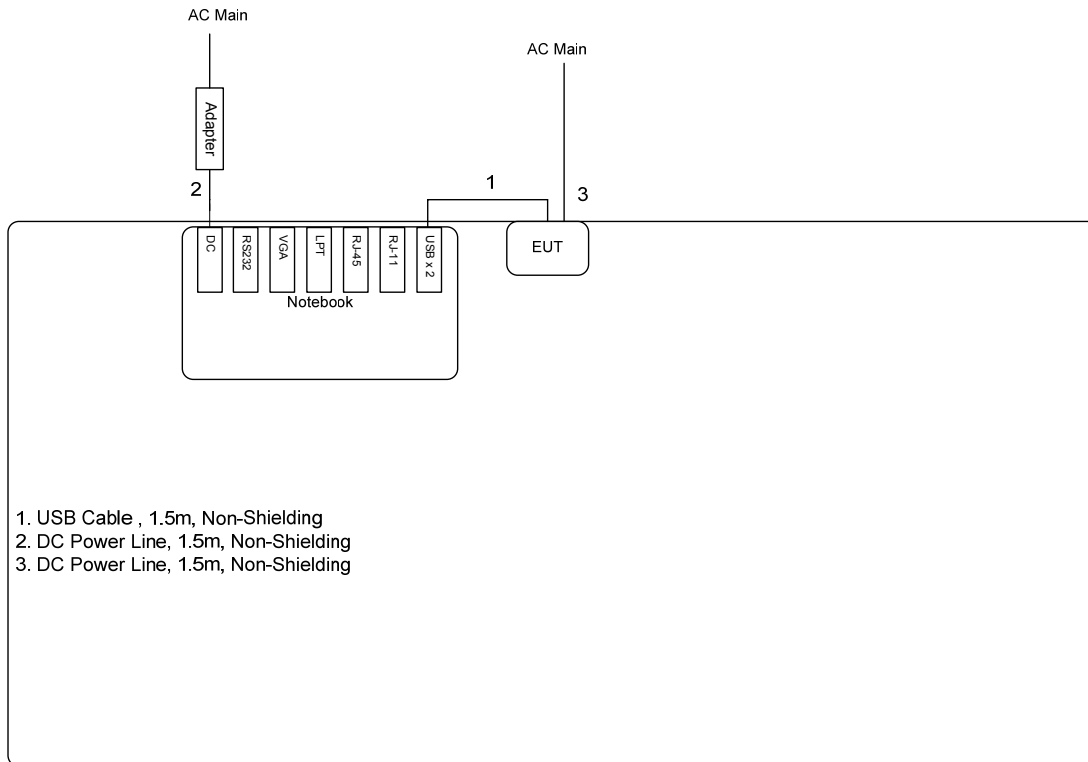 AC Main
AC Main
Adapter
2
1
3
DC
RS232
VGA
LPT
RJ-45
RJ-11
USB x 2
EUT
Notebook
1. USB Cable , 1.5m, Non-Shielding
2. DC Power Line, 1.5m, Non-Shielding
3. DC Power Line, 1.5m, Non-Shielding